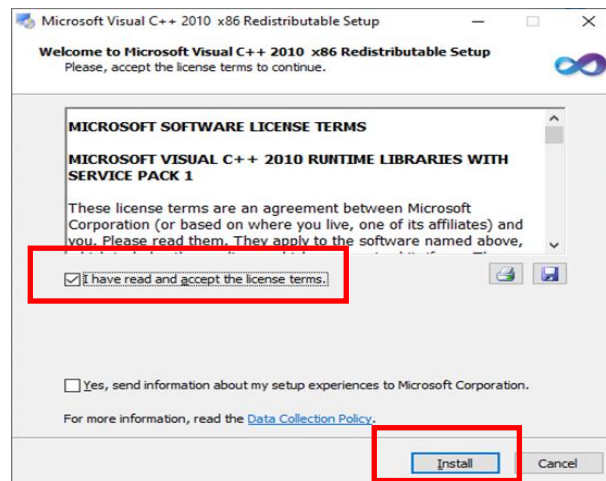 Microsoft Visual C++ 2010 x86 Redistributable Setup
Welcome to Microsoft Visual C++ 2010 x86 Redistributable Setup
Please, accept the license terms to continue.
MICROSOFT SOFTWARE LICENSE TERMS
MICROSOFT VISUAL C++ 2010 RUNTIME LIBRARIES WITH
SERVICE PACK 1
These license terms are an agreement between Microsoft
Corporation (or based on where you live, one of its affiliates) and
you. Please read them. They apply to the software named above,
I have read and accept the license terms.
Yes, send information about my setup experiences to Microsoft Corporation.
For more information, read the Data Collection Policy.
Install
Cancel